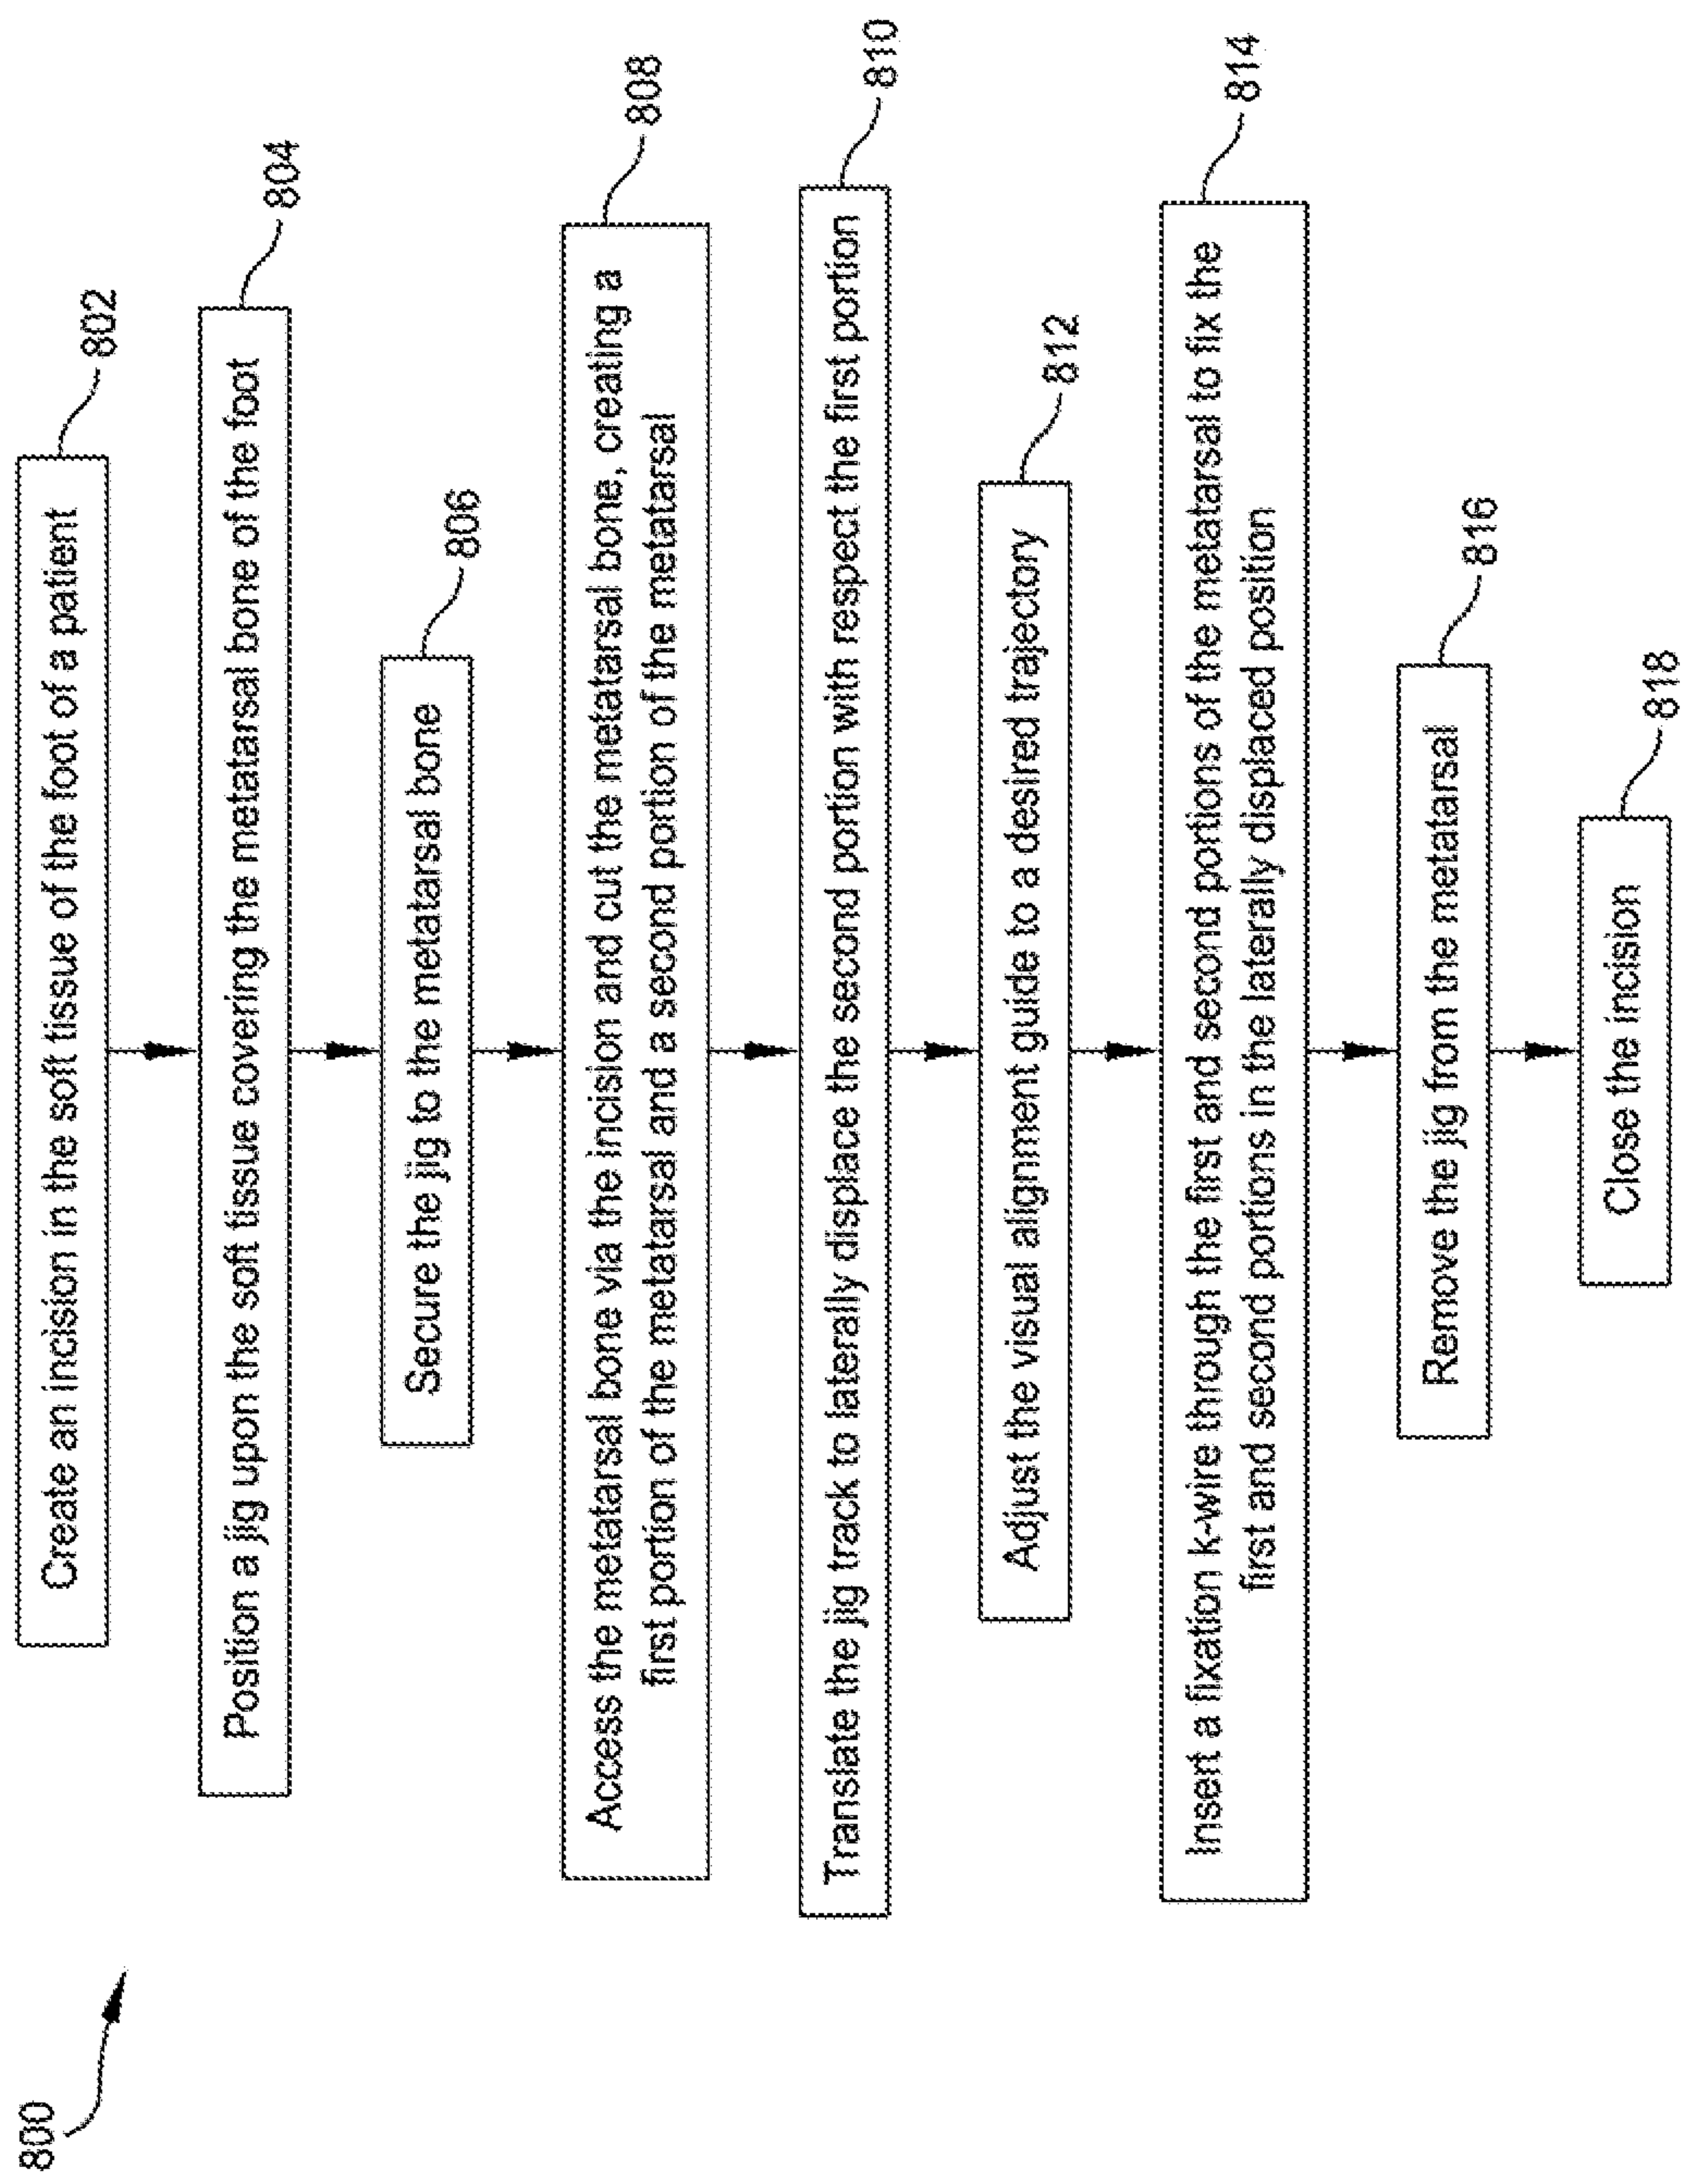 800
Create an incision in the soft tissue of the foot of a patient
802
Position a jig upon the soft tissue covering the metatarsal bone of the foot
804
Secure the jig to the metatarsal bone
806
Access the metatarsal bone via the incision and cut the metatarsal bone, creating a
first portion of the metatarsal and a second portion of the metatarsal
808
Translate the jig track to laterally displace the second portion with respect the first portion
810
Adjust the visual alignment guide to a desired trajectory
812
Insert a fixation k-wire through the first and second portions of the metatarsal to fix the
first and second portions in the laterally displaced position
814
Remove the jig from the metatarsal
816
Close the incision
818